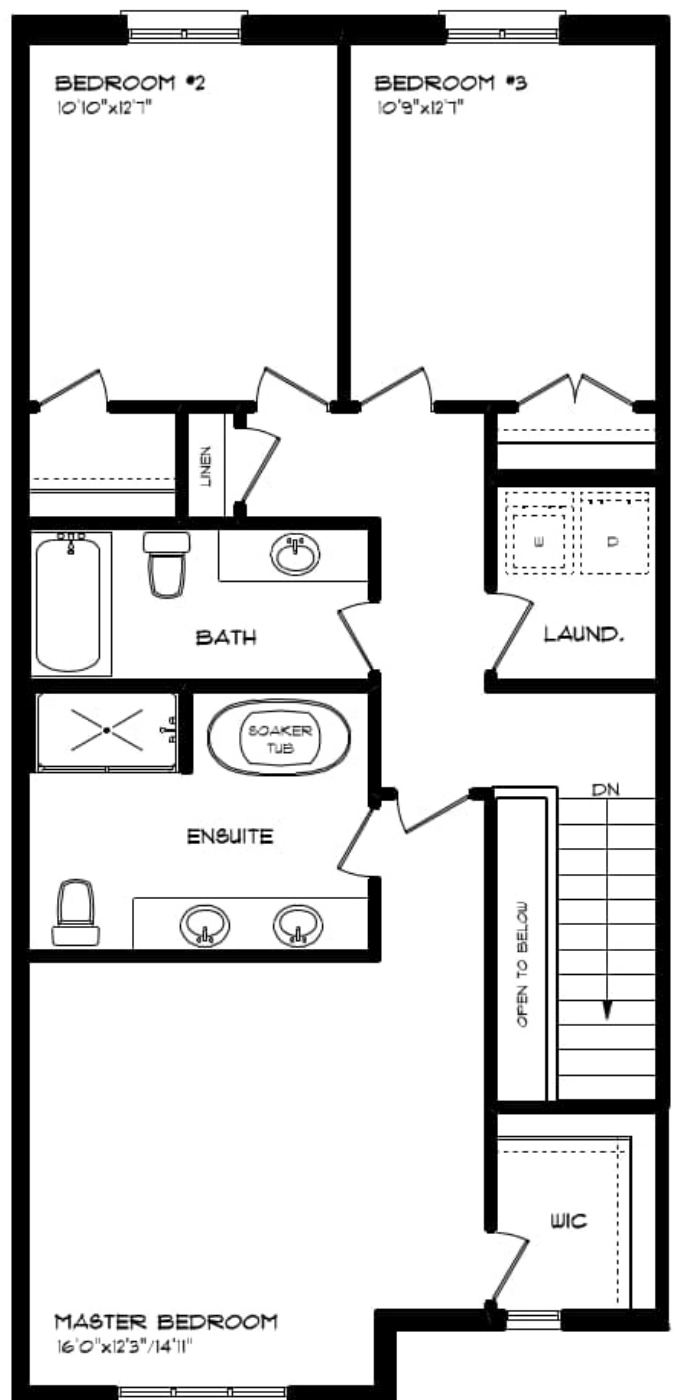 BEDROOM #2
10'10"x12'7"
BEDROOM #3
10'9"x12'7"
LINEN
W
D
BATH
LAUND.
SOAKER
TUB
DN
ENSUITE
OPEN TO BELOW
WIC
MASTER BEDROOM
16'0"x12'3"/14'11"